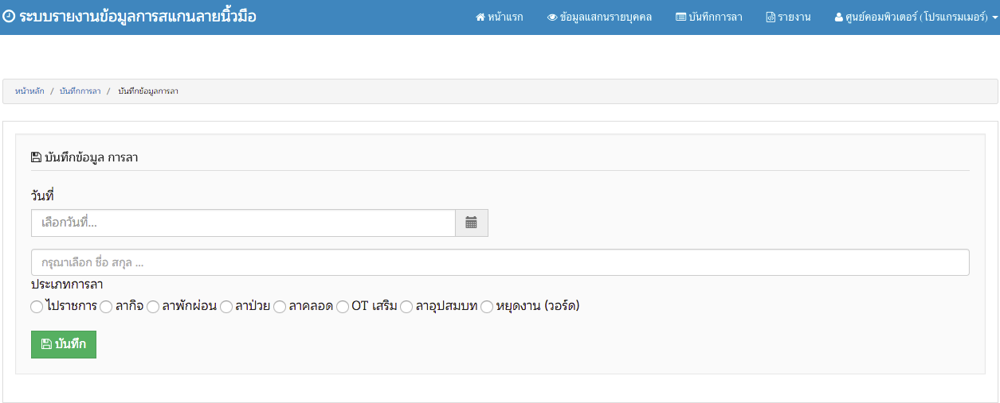 ระบบรายงานข้อมูลการสแกนลายนิ้วมือ หน้าแรก ข้อมูลแสกนรายบุคคล บันทึกการลา รายงาน ศูนย์คอมพิวเตอร์ (โปรแกรมเมอร์)
หน้าหลัก / บันทึกการลา / บันทึกข้อมูลการลา
บันทึกข้อมูล การลา
วันที่
เลือกวันที่...
กรุณาเลือก ชื่อ สกุล ...
ประเภทการลา
ไปราชการ ลากิจ ลาพักผ่อน ลาป่วย ลาคลอด OT เสริม ลาอุปสมบท หยุดงาน (วอร์ด)
บันทึก